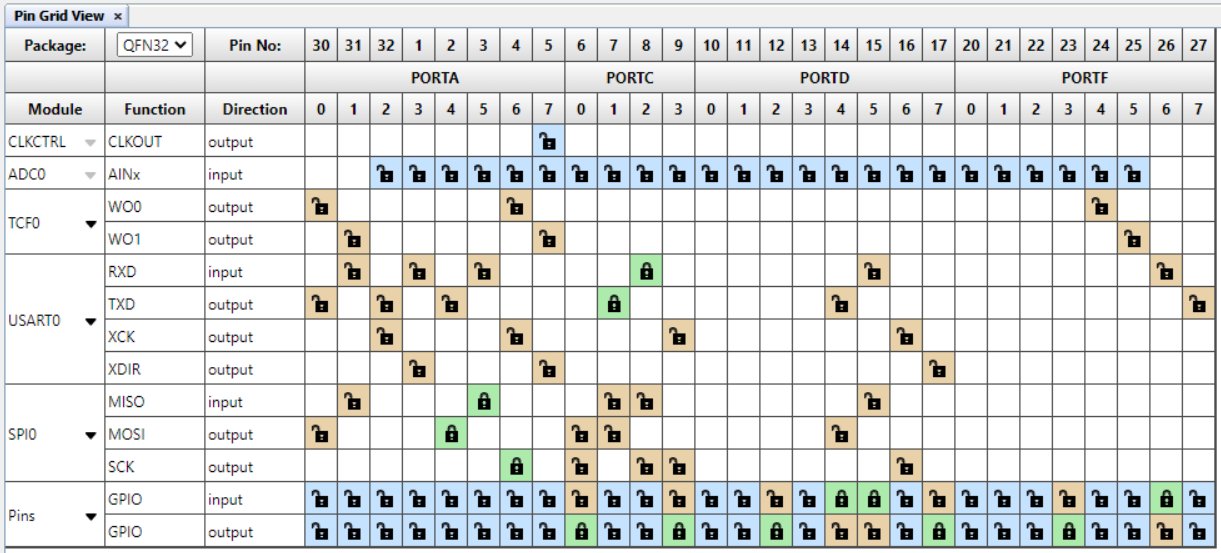 Pin Grid View ×
Package: QFN32 Pin No: 30 31 32 1 2 3 4 5 6 7 8 9 10 11 12 13 14 15 16 17 20 21 22 23 24 25 26 27
PORTA PORTC PORTD PORTF
Module Function Direction 0 1 2 3 4 5 6 7 0 1 2 3 0 1 2 3 4 5 6 7 0 1 2 3 4 5 6 7
CLKCTRL CLKOUT output
ADC0 AINx input
TCF0 WO0 output
WO1 output
USART0 RXD input
TXD output
XCK output
XDIR output
SPI0 MISO input
MOSI output
SCK output
Pins GPIO input
GPIO output